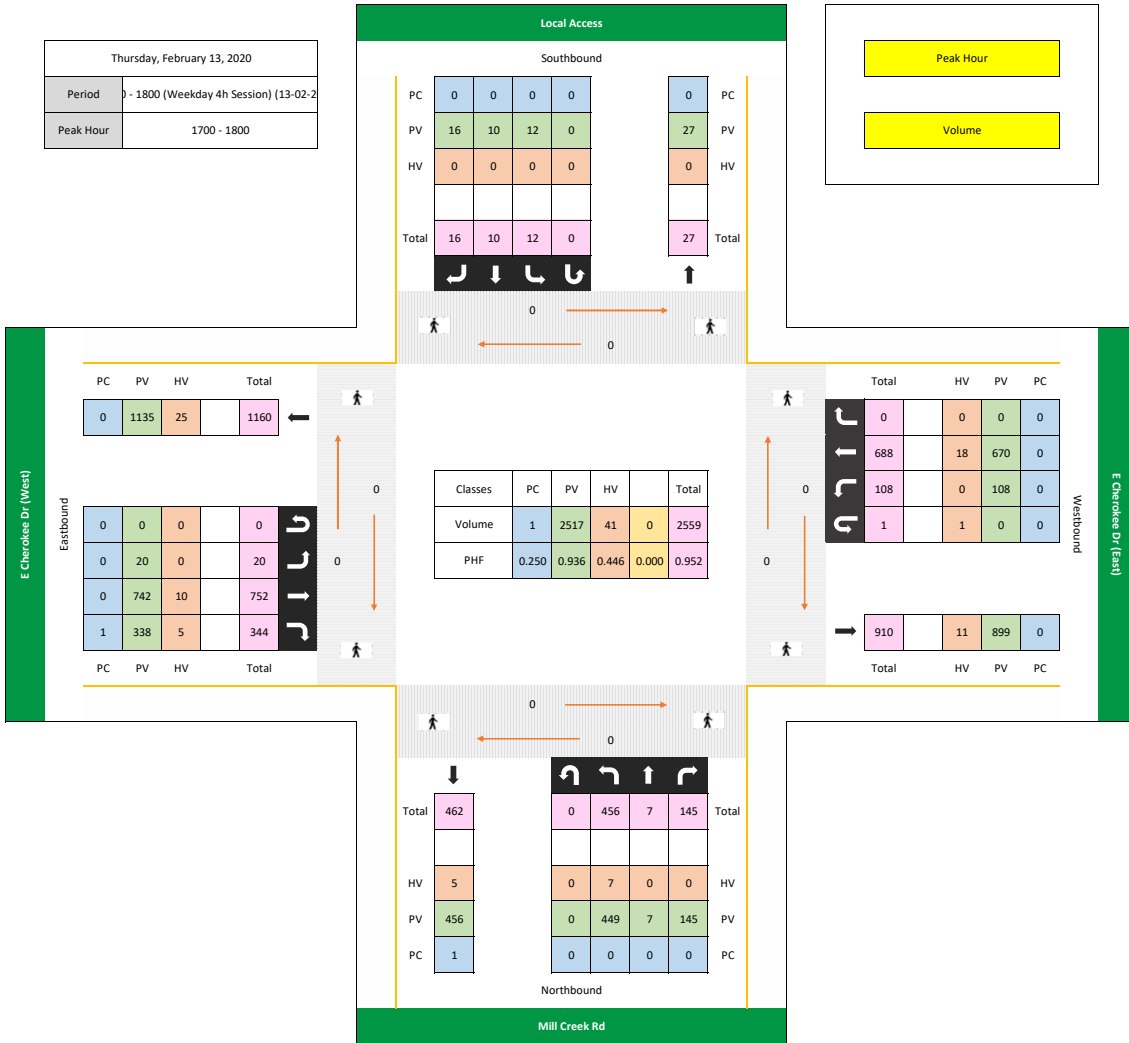 Local Access
Thursday, February 13, 2020
Period 0 - 1800 (Weekday 4h Session) (13-02-2
Peak Hour 1700 - 1800
Peak Hour
Volume
Southbound
PC 0 0 0 0 0 PC
PV 16 10 12 0 27 PV
HV 0 0 0 0 0 HV
Total 16 10 12 0 27 Total
0
0
E Cherokee Dr (West)
Eastbound
PC PV HV Total
0 1135 25 1160
0 0 0 0
0 20 0 20
0 742 10 752
1 338 5 344
PC PV HV Total
0
0
Classes PC PV HV Total
Volume 1 2517 41 0 2559
PHF 0.250 0.936 0.446 0.000 0.952
0
0
Total HV PV PC
0 0 0 0
688 18 670 0
108 0 108 0
1 1 0 0
910 11 899 0
Total HV PV PC
Westbound
E Cherokee Dr (East)
0
0
Total 462 0 456 7 145 Total
HV 5 0 7 0 0 HV
PV 456 0 449 7 145 PV
PC 1 0 0 0 0 PC
Northbound
Mill Creek Rd